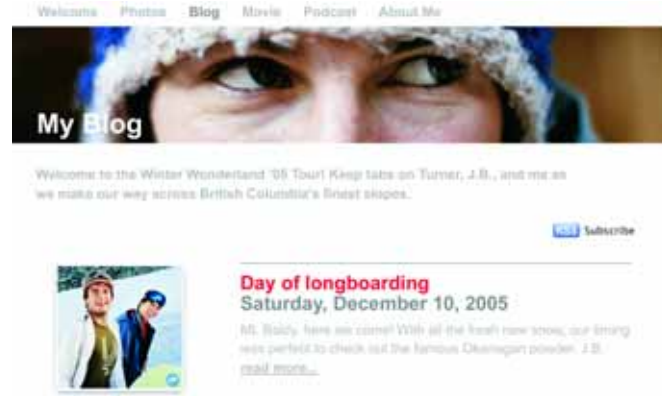 Welcome Photos Blog Movie Podcast About Me
My Blog
Welcome to the Winter Wonderland '05 Tour! Keep tabs on Turner, J.B., and me as
we make our way across British Columbia's finest slopes.
RSS Subscribe
Day of longboarding
Saturday, December 10, 2005
Mt. Baldy, here we come! With all the fresh new snow, our timing
was perfect to check out the famous Okanagan powder. J.B.
read more...